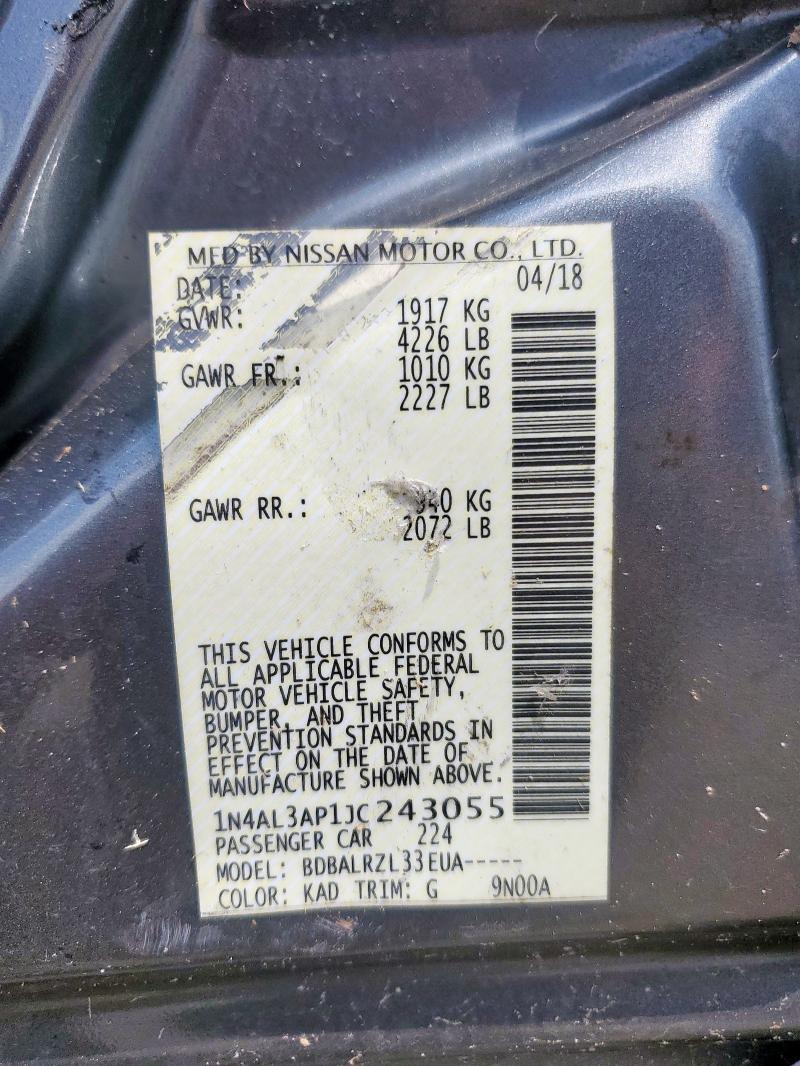 MFD BY NISSAN MOTOR CO., LTD.
DATE: 04/18
GVWR: 1917 KG
4226 LB
GAWR FR.: 1010 KG
2227 LB
GAWR RR.: 940 KG
2072 LB
THIS VEHICLE CONFORMS TO
ALL APPLICABLE FEDERAL
MOTOR VEHICLE SAFETY,
BUMPER, AND THEFT
PREVENTION STANDARDS IN
EFFECT ON THE DATE OF
MANUFACTURE SHOWN ABOVE.
1N4AL3AP1JC243055
PASSENGER CAR 224
MODEL: BDBALRZL33EUA-----
COLOR: KAD TRIM: G 9N00A